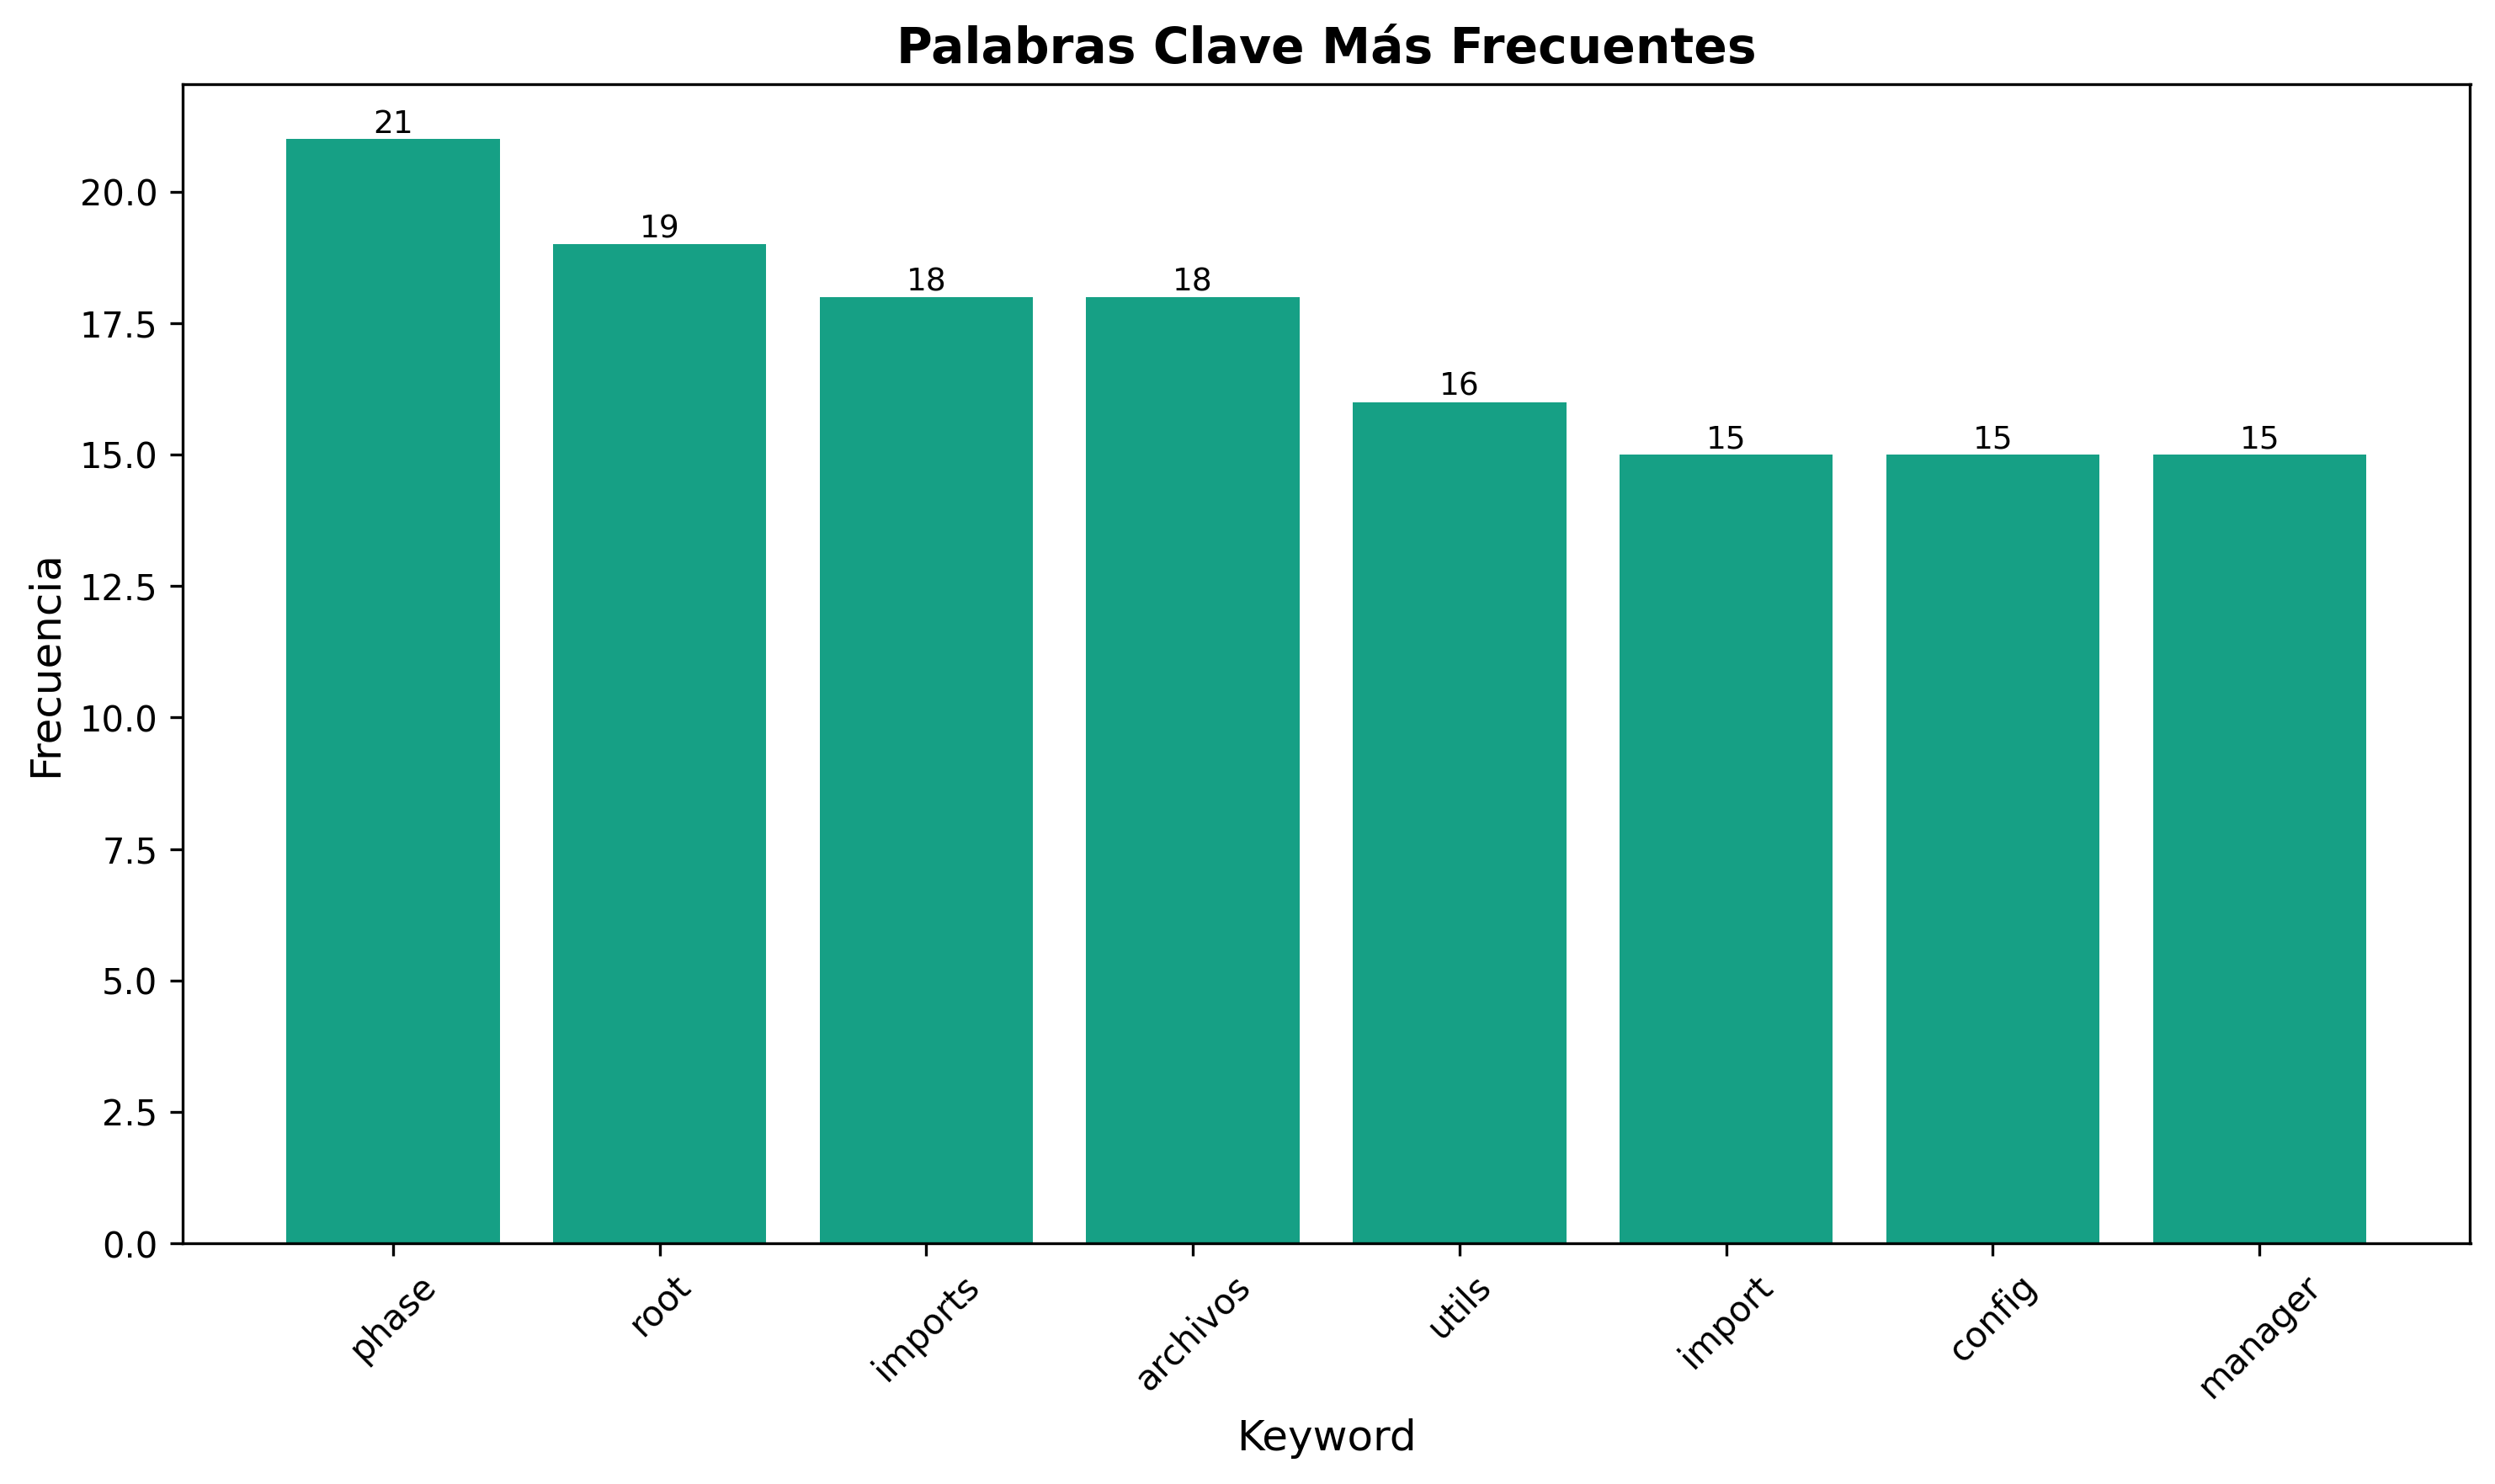 Palabras Clave Más Frecuentes
21
19
18
18
16
15
15
15
20.0
17.5
15.0
12.5
10.0
7.5
5.0
2.5
0.0
Frecuencia
phase
root
imports
archivos
utils
import
config
manager
Keyword